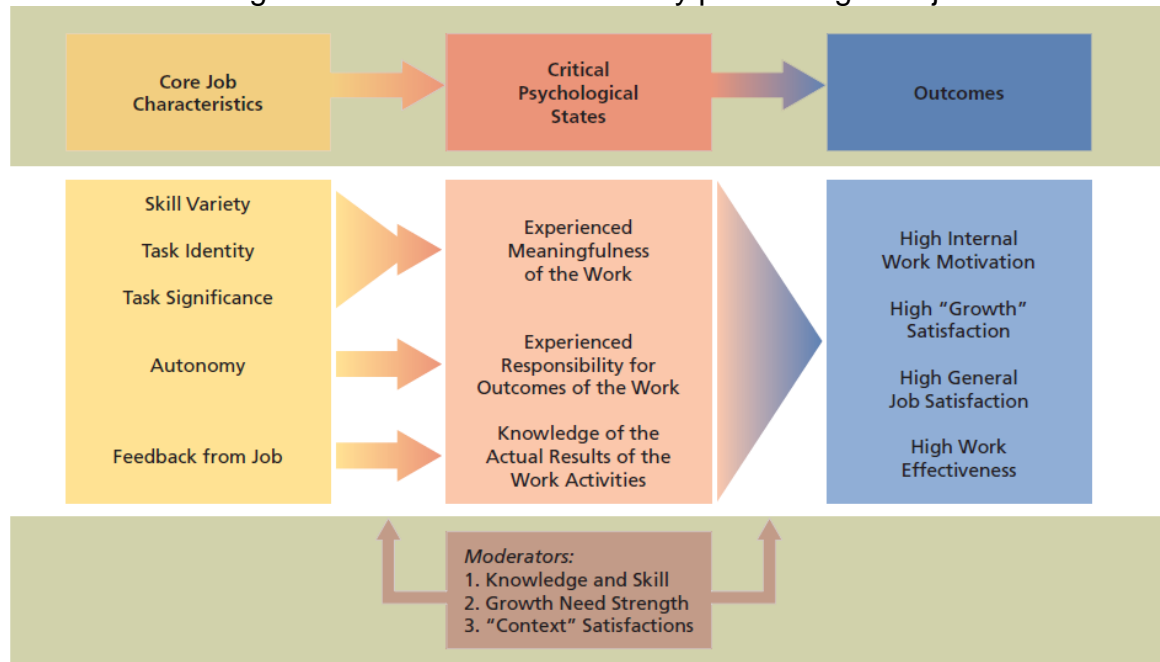 Core Job
Characteristics
Critical
Psychological
States
Outcomes
Skill Variety
Task Identity
Task Significance
Autonomy
Feedback from Job
Experienced
Meaningfulness
of the Work
Experienced
Responsibility for
Outcomes of the Work
Knowledge of the
Actual Results of the
Work Activities
High Internal
Work Motivation
High “Growth”
Satisfaction
High General
Job Satisfaction
High Work
Effectiveness
Moderators:
1. Knowledge and Skill
2. Growth Need Strength
3. “Context” Satisfactions